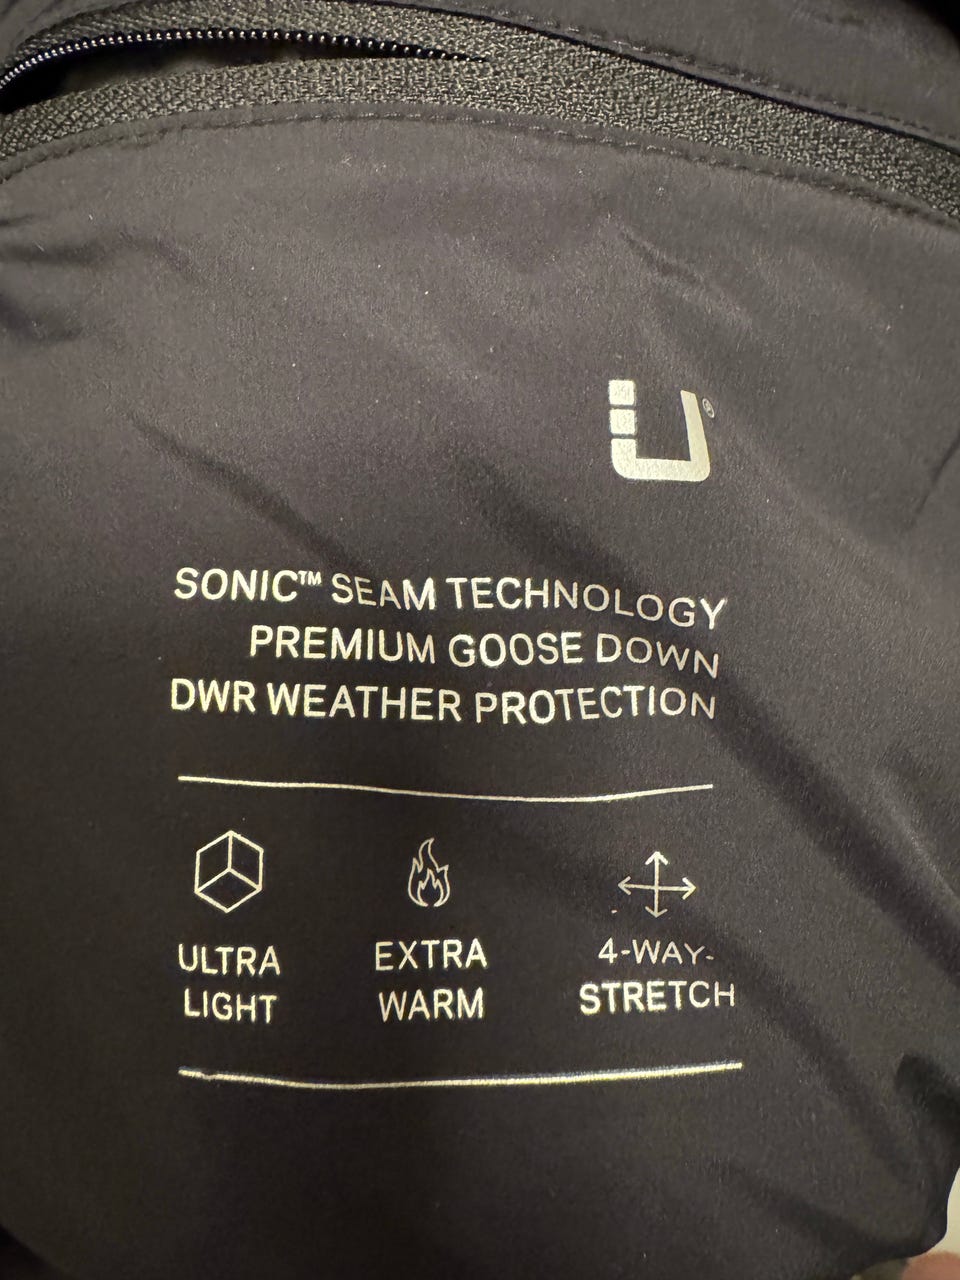 U®
SONIC™ SEAM TECHNOLOGY
PREMIUM GOOSE DOWN
DWR WEATHER PROTECTION
ULTRA
LIGHT
EXTRA
WARM
4-WAY-
STRETCH